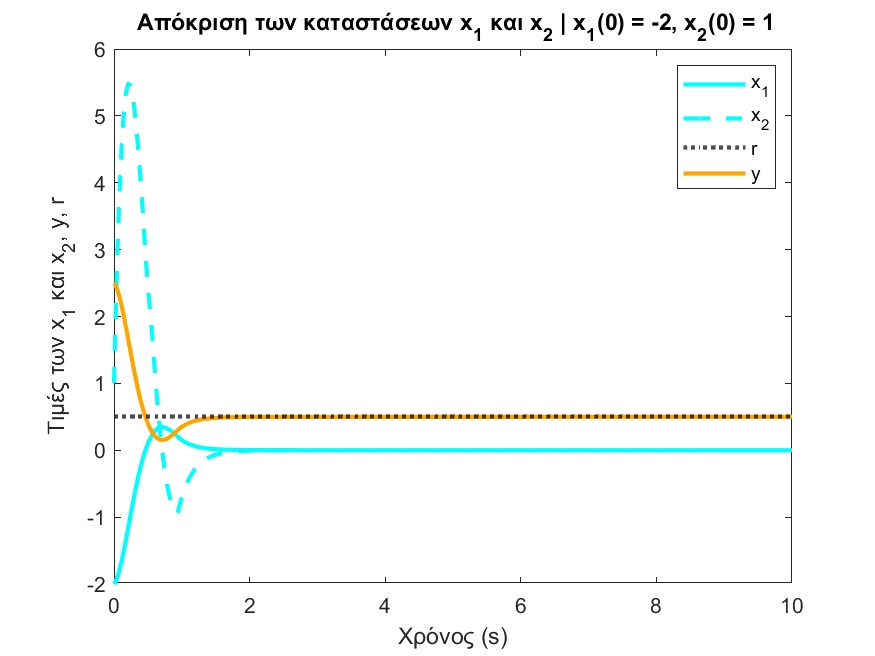 Απόκριση των καταστάσεων x₁ και x₂ | x₁(0) = -2, x₂(0) = 1
6
5
4
3
2
1
0
-1
-2
Τιμές των x₁ και x₂, y, r
x₁
x₂
r
y
0 2 4 6 8 10
Χρόνος (s)